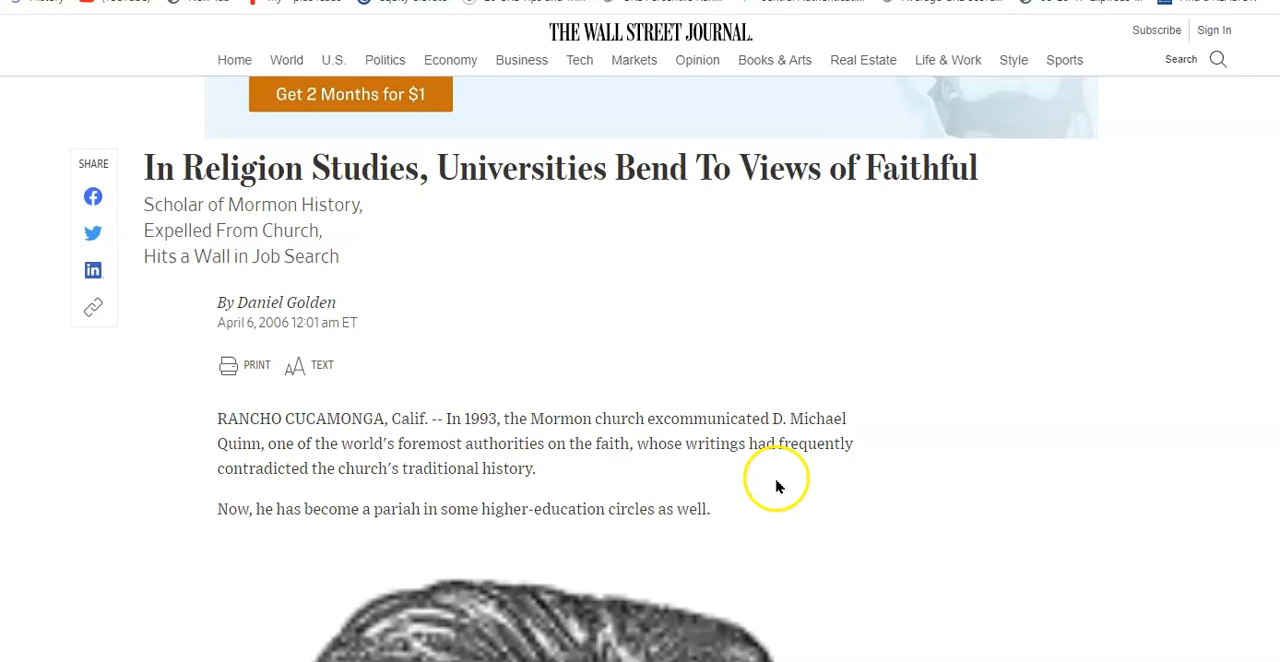 THE WALL STREET JOURNAL.
Subscribe Sign In
Home World U.S. Politics Economy Business Tech Markets Opinion Books & Arts Real Estate Life & Work Style Sports Search
Get 2 Months for $1
SHARE
In Religion Studies, Universities Bend To Views of Faithful
Scholar of Mormon History,
Expelled From Church,
Hits a Wall in Job Search
By Daniel Golden
April 6, 2006 12:01 am ET
PRINT AA TEXT
RANCHO CUCAMONGA, Calif. -- In 1993, the Mormon church excommunicated D. Michael
Quinn, one of the world's foremost authorities on the faith, whose writings had frequently
contradicted the church's traditional history.
Now, he has become a pariah in some higher-education circles as well.